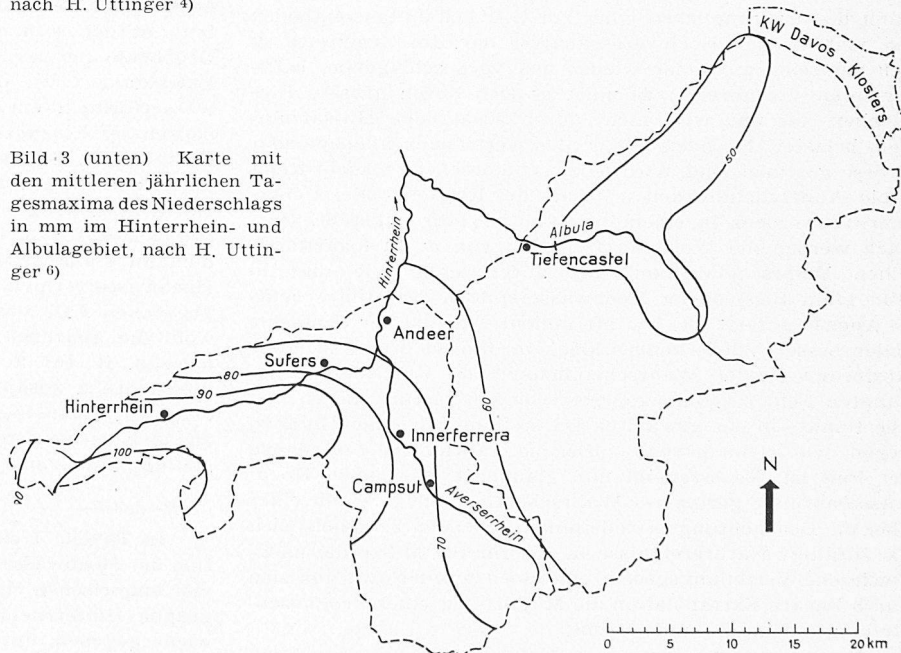 nach H. Uttinger 4)
Bild 3 (unten) Karte mit
den mittleren jährlichen Ta-
gesmaxima des Niederschlags
in mm im Hinterrhein- und
Albulagebiet, nach H. Uttin-
ger 6)
KW Davos - Klosters
50
Albula
Tiefencastel
Hinterrhein
Andeer
Sufers
80
90
60
Hinterrhein
Innerferrera
100
Campsut
Averserrhein
70
N
0 5 10 15 20 km